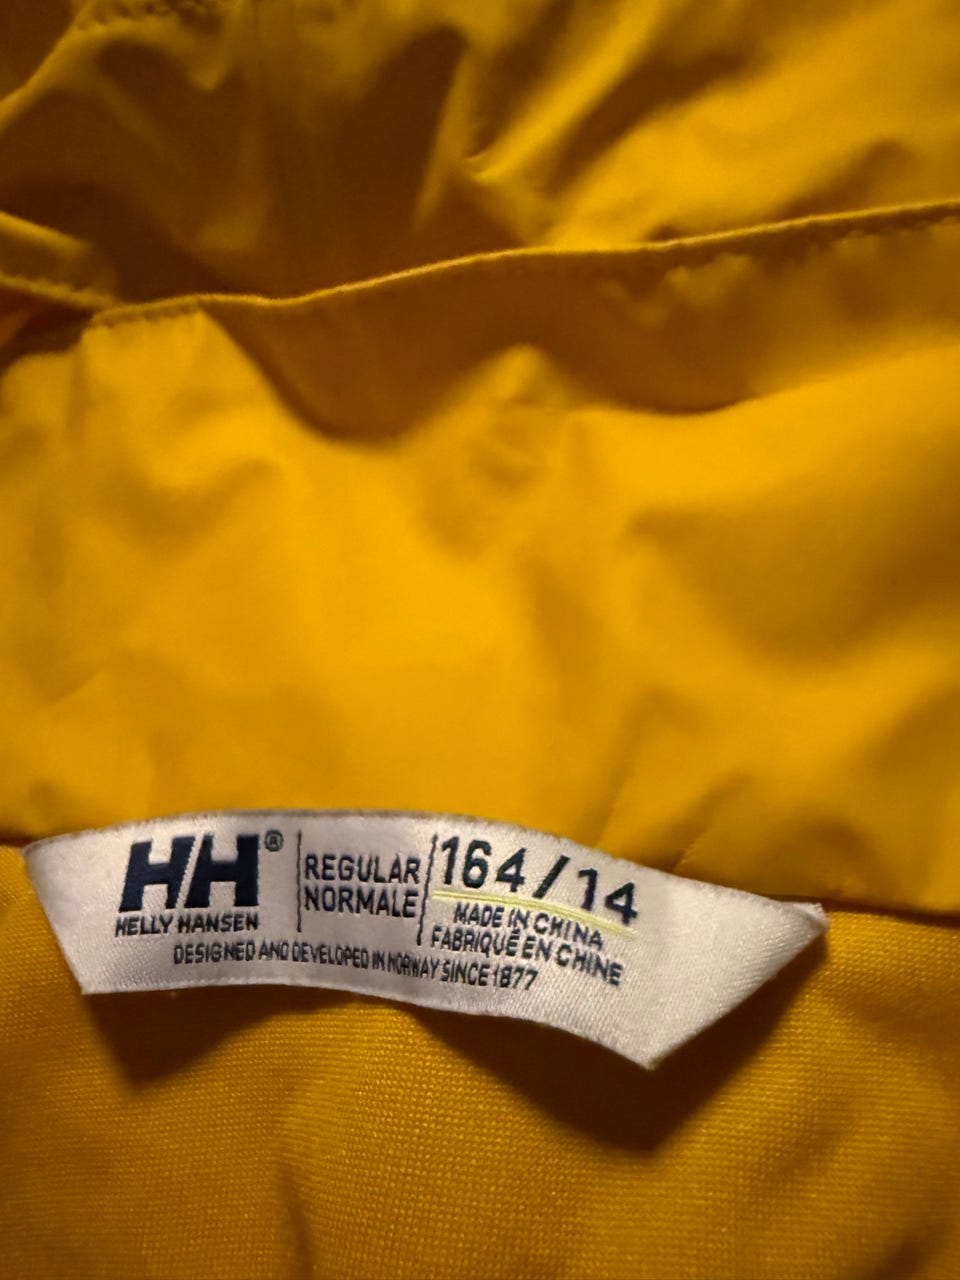 HH®
HELLY HANSEN
REGULAR
NORMALE
164/14
MADE IN CHINA
FABRIQUÉ EN CHINE
DESIGNED AND DEVELOPED IN NORWAY SINCE 1877